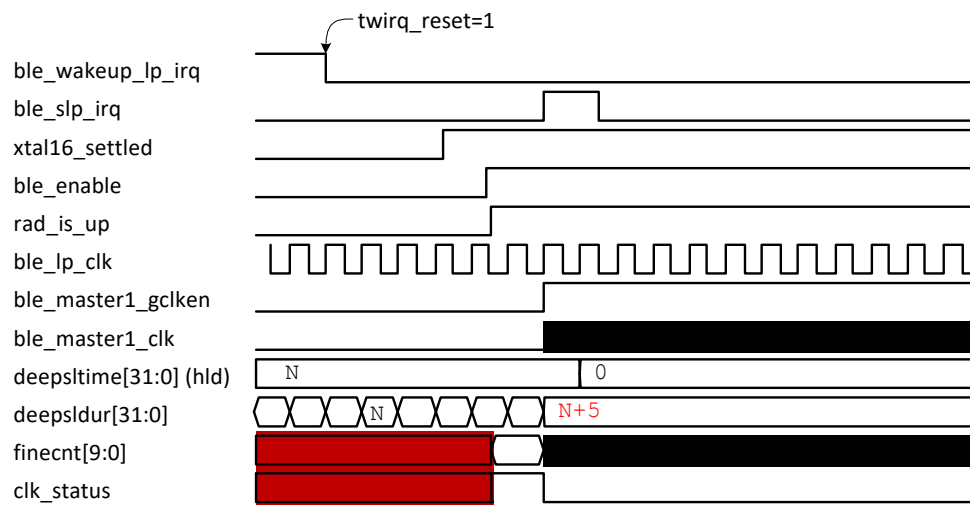 twirq_reset=1
ble_wakeup_lp_irq
ble_slp_irq
xtal16_settled
ble_enable
rad_is_up
ble_lp_clk
ble_master1_gclken
ble_master1_clk
deepsltime[31:0] (hld) N 0
deepsldur[31:0] N N+5
finecnt[9:0]
clk_status